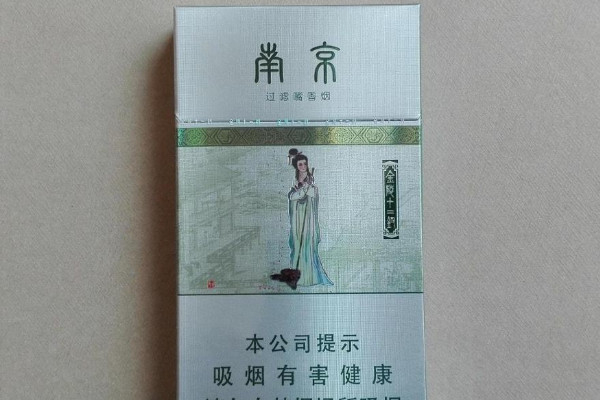 南京
过滤嘴香烟
金陵十二钗
本公司提示
吸烟有害健康